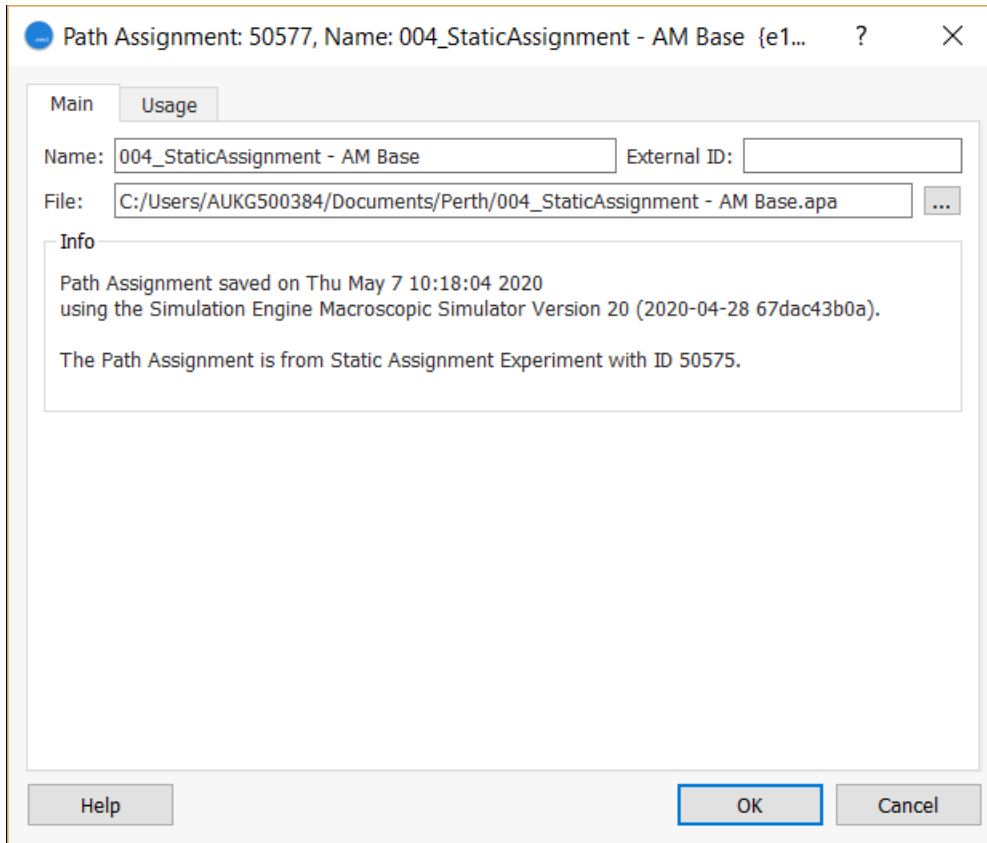 Path Assignment: 50577, Name: 004_StaticAssignment - AM Base {e1... ?
Main Usage
Name: 004_StaticAssignment - AM Base External ID:
File: C:/Users/AUKG500384/Documents/Perth/004_StaticAssignment - AM Base.apa ...
Info
Path Assignment saved on Thu May 7 10:18:04 2020
using the Simulation Engine Macroscopic Simulator Version 20 (2020-04-28 67dac43b0a).
The Path Assignment is from Static Assignment Experiment with ID 50575.
Help OK Cancel